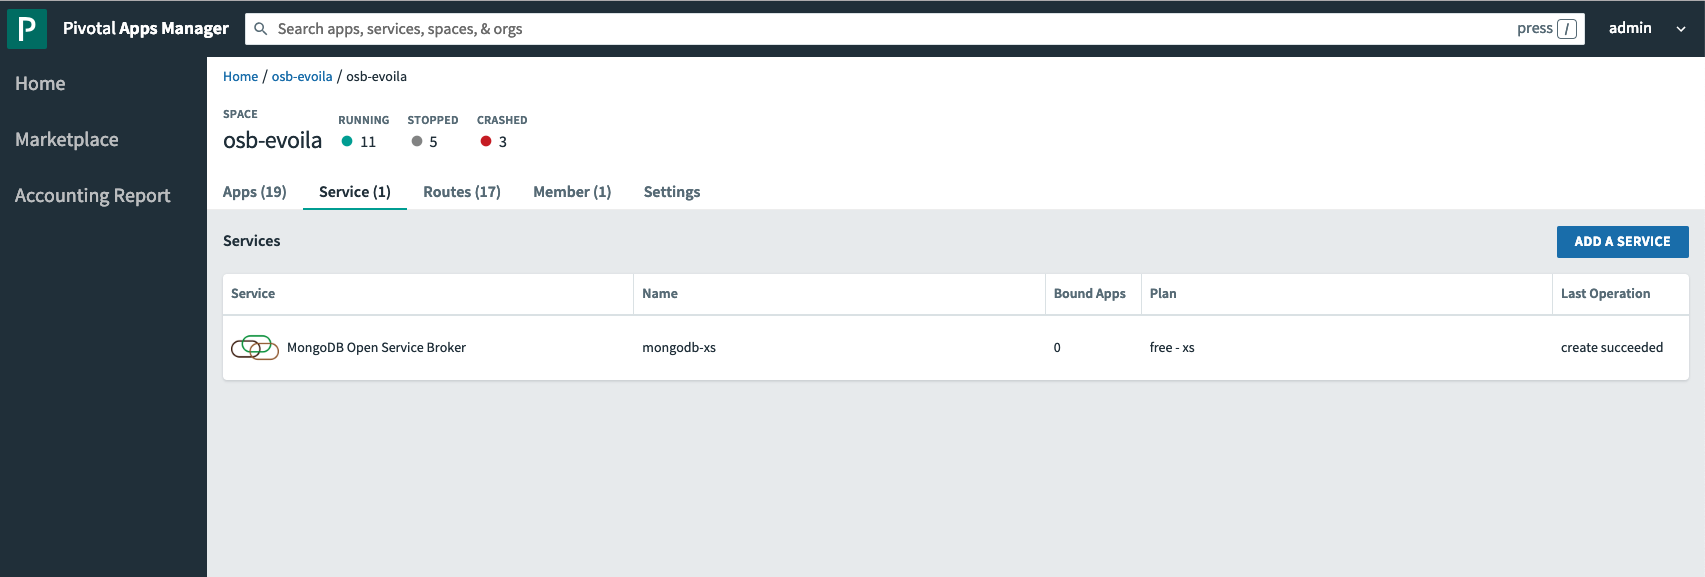 P Pivotal Apps Manager Search apps, services, spaces, & orgs press / admin
Home
Marketplace
Accounting Report
Home / osb-evoila / osb-evoila
SPACE
osb-evoila
RUNNING STOPPED CRASHED
11 5 3
Apps (19) Service (1) Routes (17) Member (1) Settings
Services ADD A SERVICE
Service Name Bound Apps Plan Last Operation
MongoDB Open Service Broker mongodb-xs 0 free - xs create succeeded